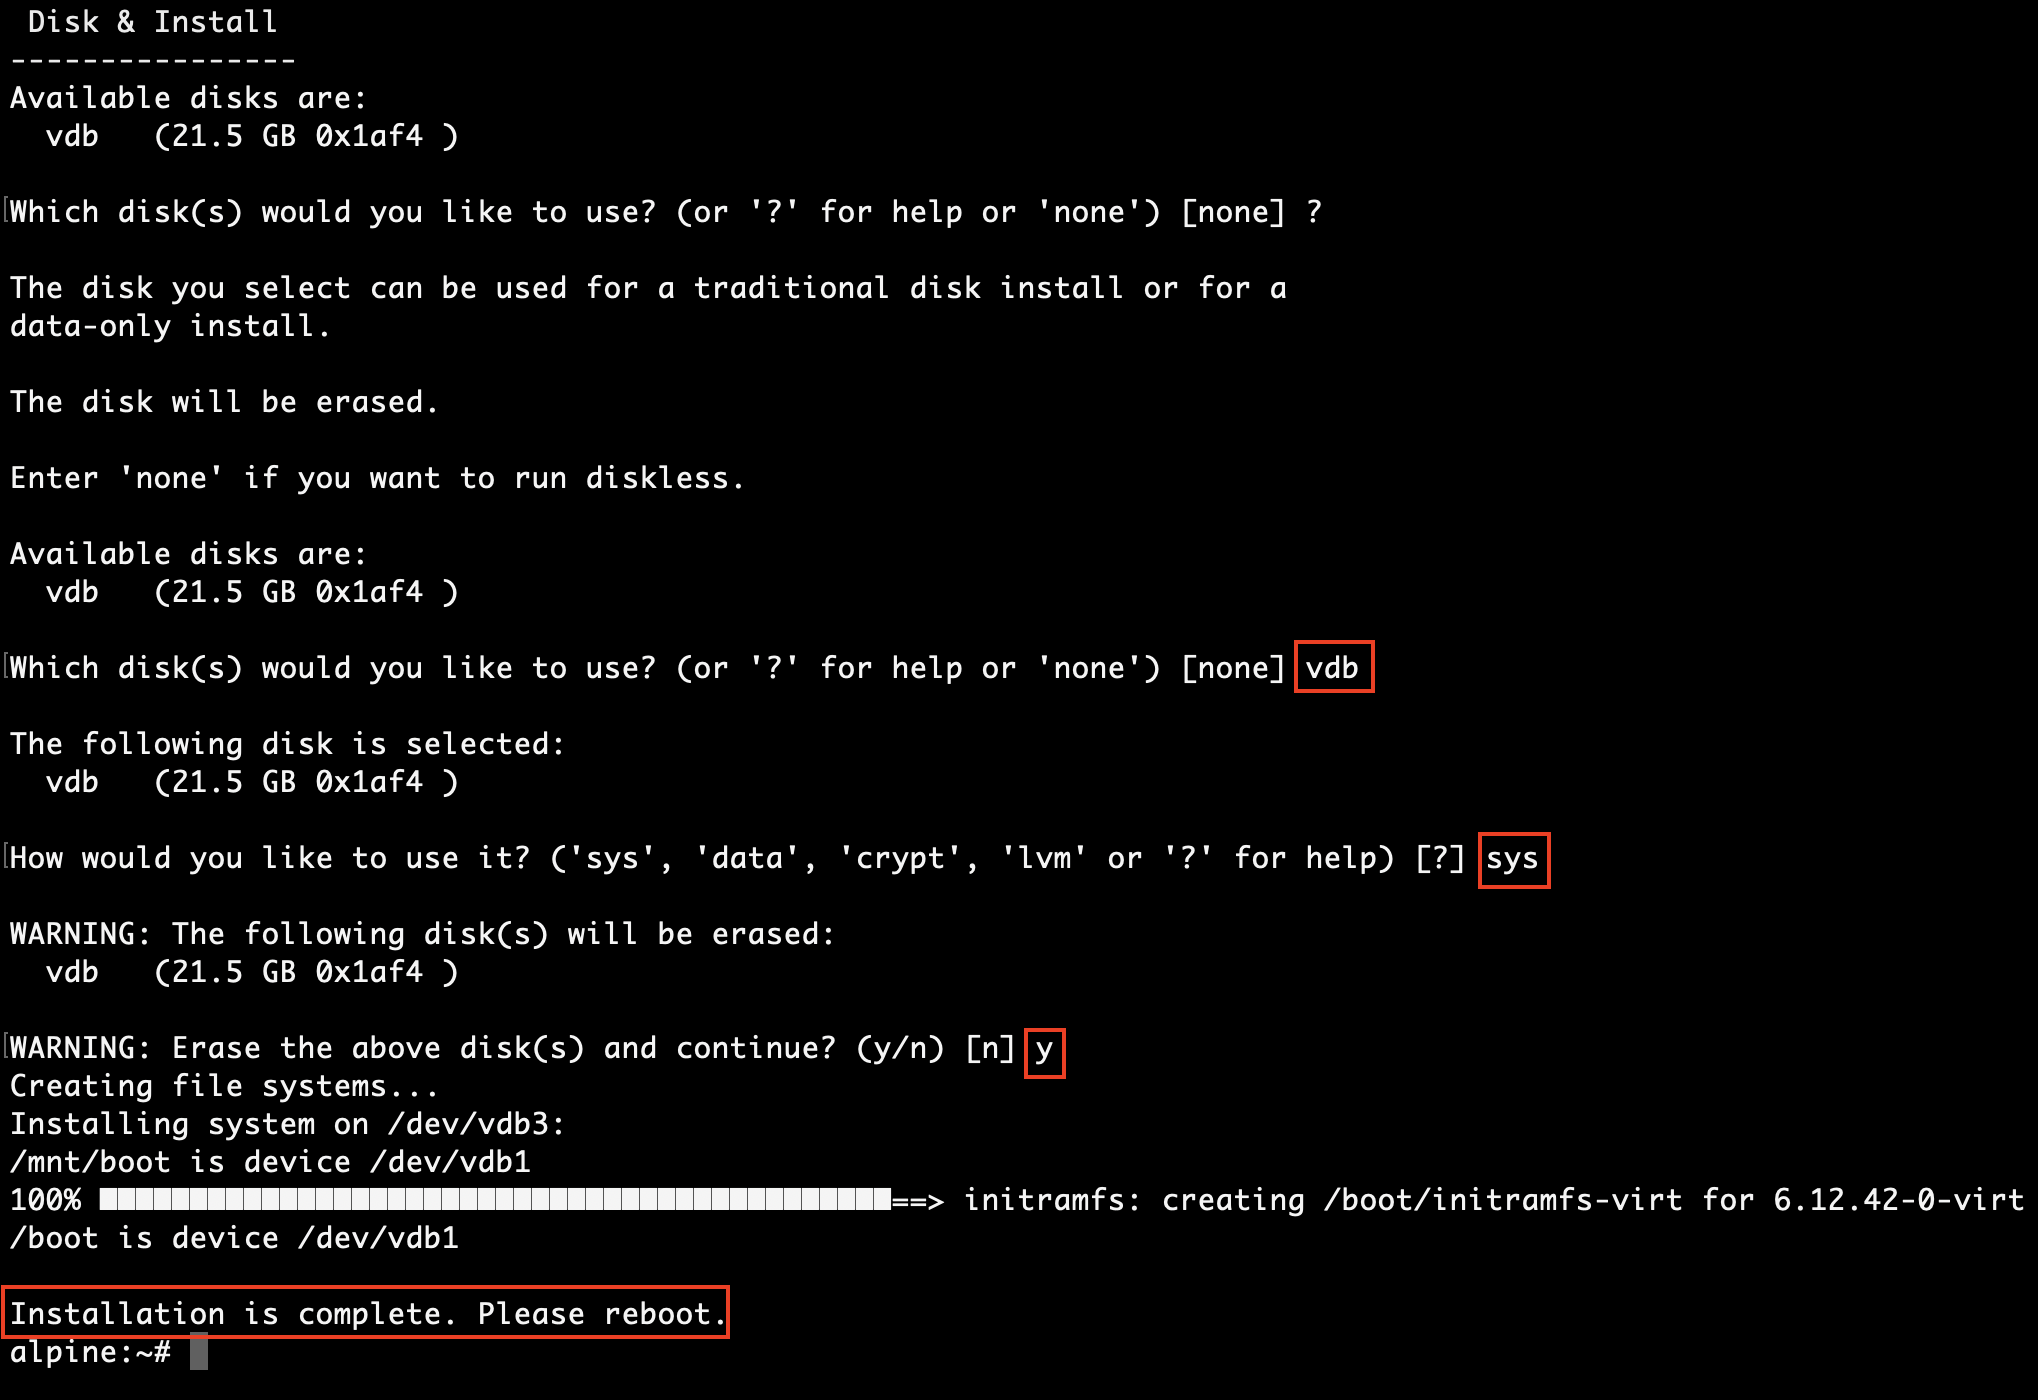 Disk & Install
----------------
Available disks are:
  vdb   (21.5 GB 0x1af4 )
Which disk(s) would you like to use? (or '?' for help or 'none') [none] ?
The disk you select can be used for a traditional disk install or for a
data-only install.
The disk will be erased.
Enter 'none' if you want to run diskless.
Available disks are:
  vdb   (21.5 GB 0x1af4 )
Which disk(s) would you like to use? (or '?' for help or 'none') [none] vdb
The following disk is selected:
  vdb   (21.5 GB 0x1af4 )
How would you like to use it? ('sys', 'data', 'crypt', 'lvm' or '?' for help) [?] sys
WARNING: The following disk(s) will be erased:
  vdb   (21.5 GB 0x1af4 )
WARNING: Erase the above disk(s) and continue? (y/n) [n] y
Creating file systems...
Installing system on /dev/vdb3:
/mnt/boot is device /dev/vdb1
100% ████████████████████████████████████████████==> initramfs: creating /boot/initramfs-virt for 6.12.42-0-virt
/boot is device /dev/vdb1
Installation is complete. Please reboot.
alpine:~#